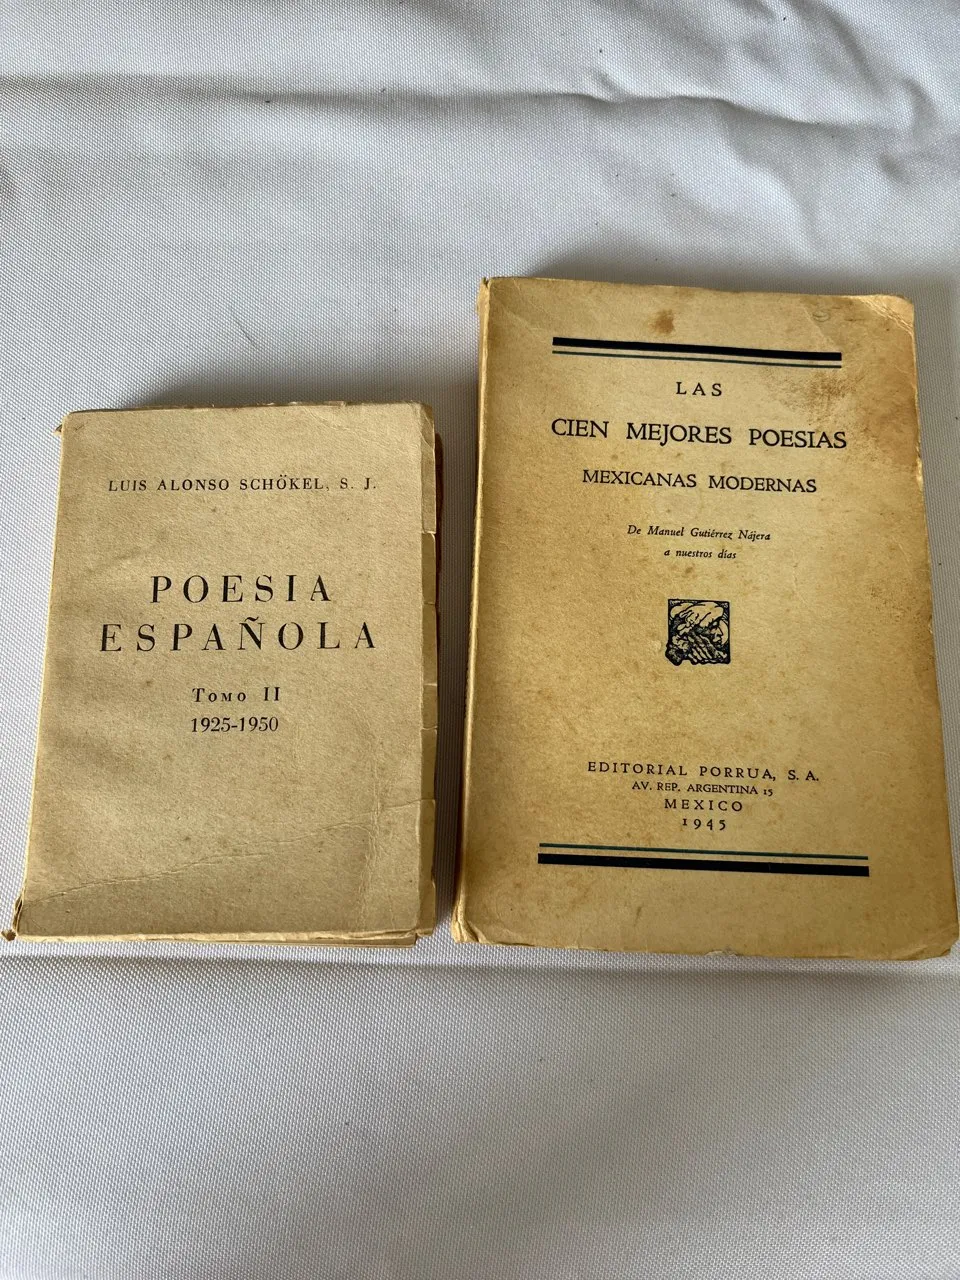 LUIS ALONSO SCHÖKEL, S. J.
POESIA
ESPAÑOLA
TOMO II
1925-1950
LAS
CIEN MEJORES POESIAS
MEXICANAS MODERNAS
De Manuel Gutiérrez Nájera
a nuestros días
EDITORIAL PORRUA, S. A.
AV. REP. ARGENTINA 15
MEXICO
1945